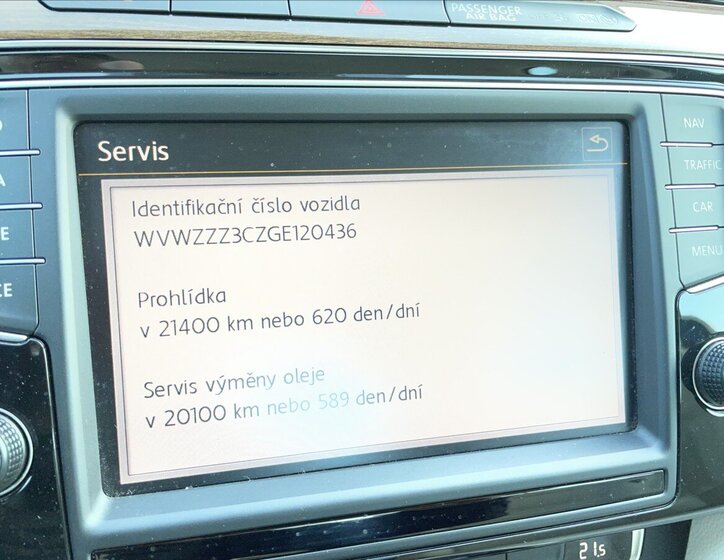 PASSENGER
AIR BAG
Servis
NAV
TRAFFIC
CAR
MENU
Identifikační číslo vozidla
WVWZZZ3CZGE120436
Prohlídka
v 21400 km nebo 620 den/dní
Servis výměny oleje
v 20100 km nebo 589 den/dní